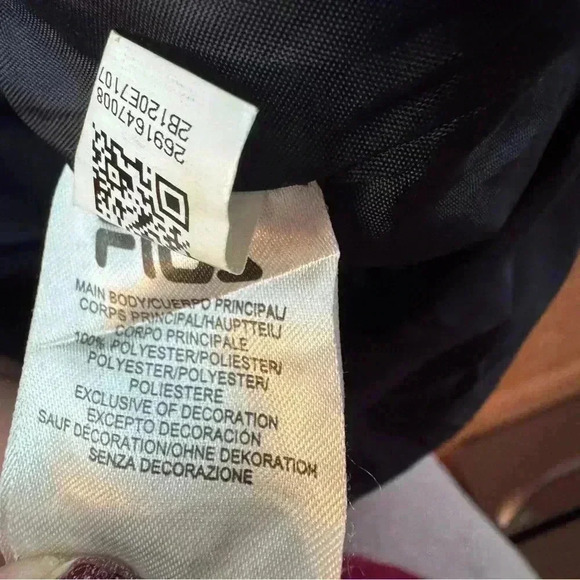 2691647008
2B120E7107
FILA
MAIN BODY/CUERPO PRINCIPAL/
CORPS PRINCIPAL/HAUPTTEIL/
CORPO PRINCIPALE
100% POLYESTER/POLIESTER/
POLYESTER/POLYESTER/
POLIESTERE
EXCLUSIVE OF DECORATION
EXCEPTO DECORACIÓN
SAUF DÉCORATION/OHNE DEKORATION
SENZA DECORAZIONE